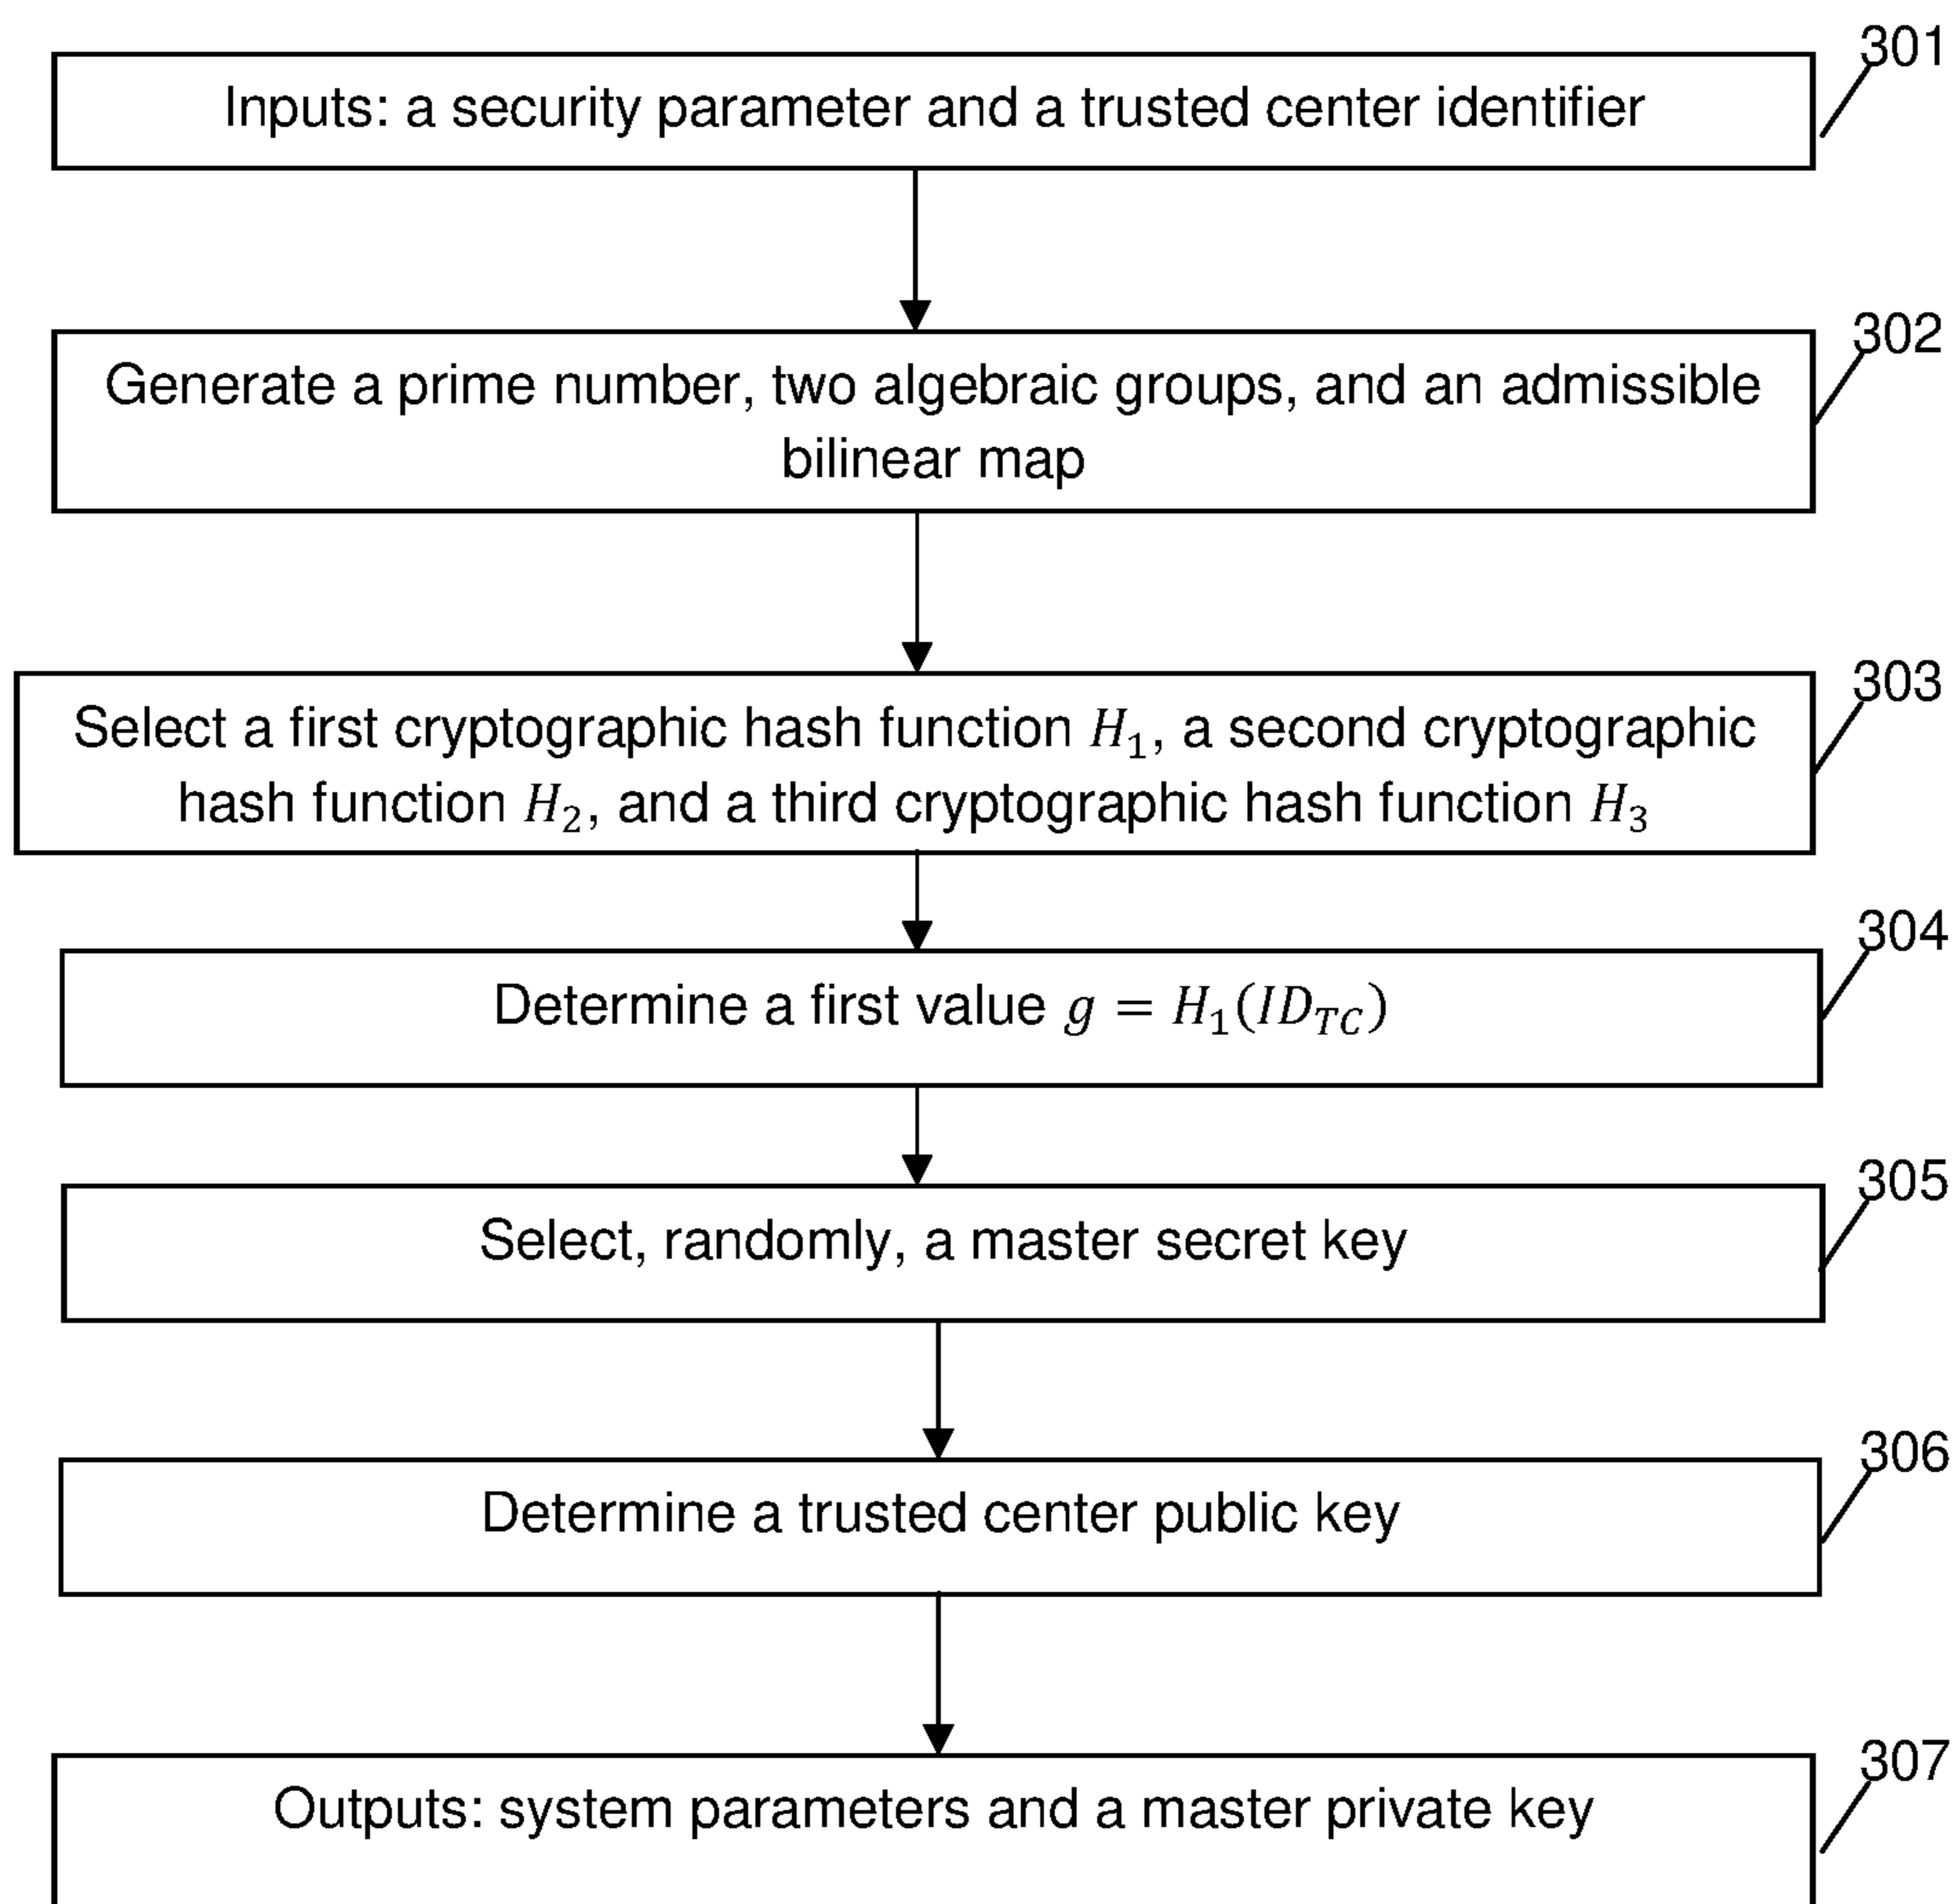 301
Inputs: a security parameter and a trusted center identifier
302
Generate a prime number, two algebraic groups, and an admissible
bilinear map
303
Select a first cryptographic hash function H₁, a second cryptographic
hash function H₂, and a third cryptographic hash function H₃
304
Determine a first value g = H₁(ID_TC)
305
Select, randomly, a master secret key
306
Determine a trusted center public key
307
Outputs: system parameters and a master private key